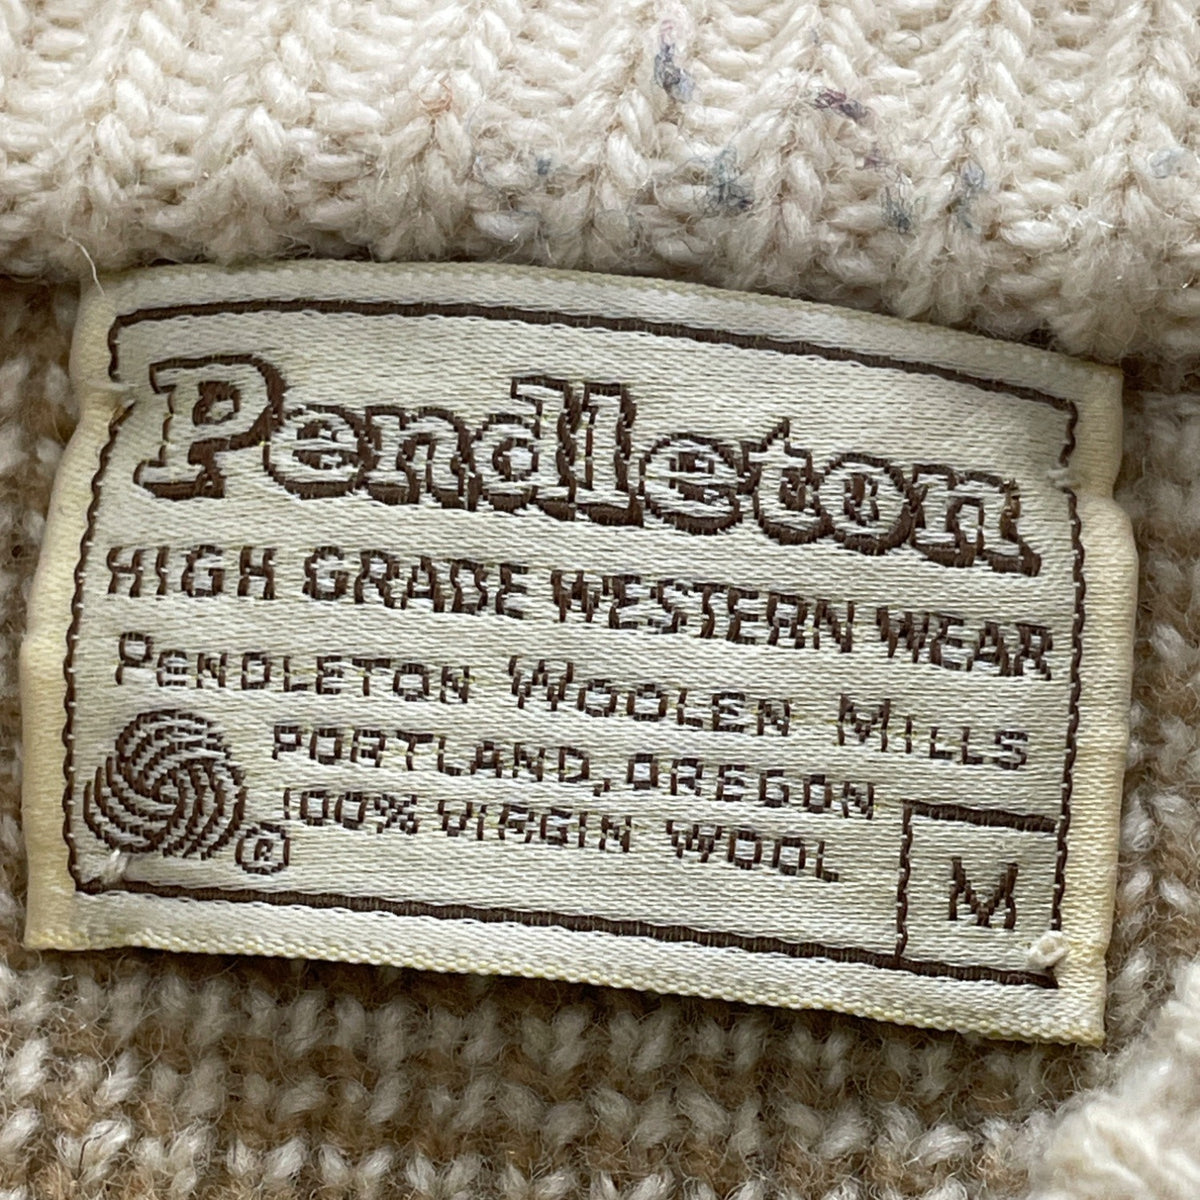 Pendleton
HIGH GRADE WESTERN WEAR
PENDLETON WOOLEN MILLS
PORTLAND, OREGON
100% VIRGIN WOOL
®
M